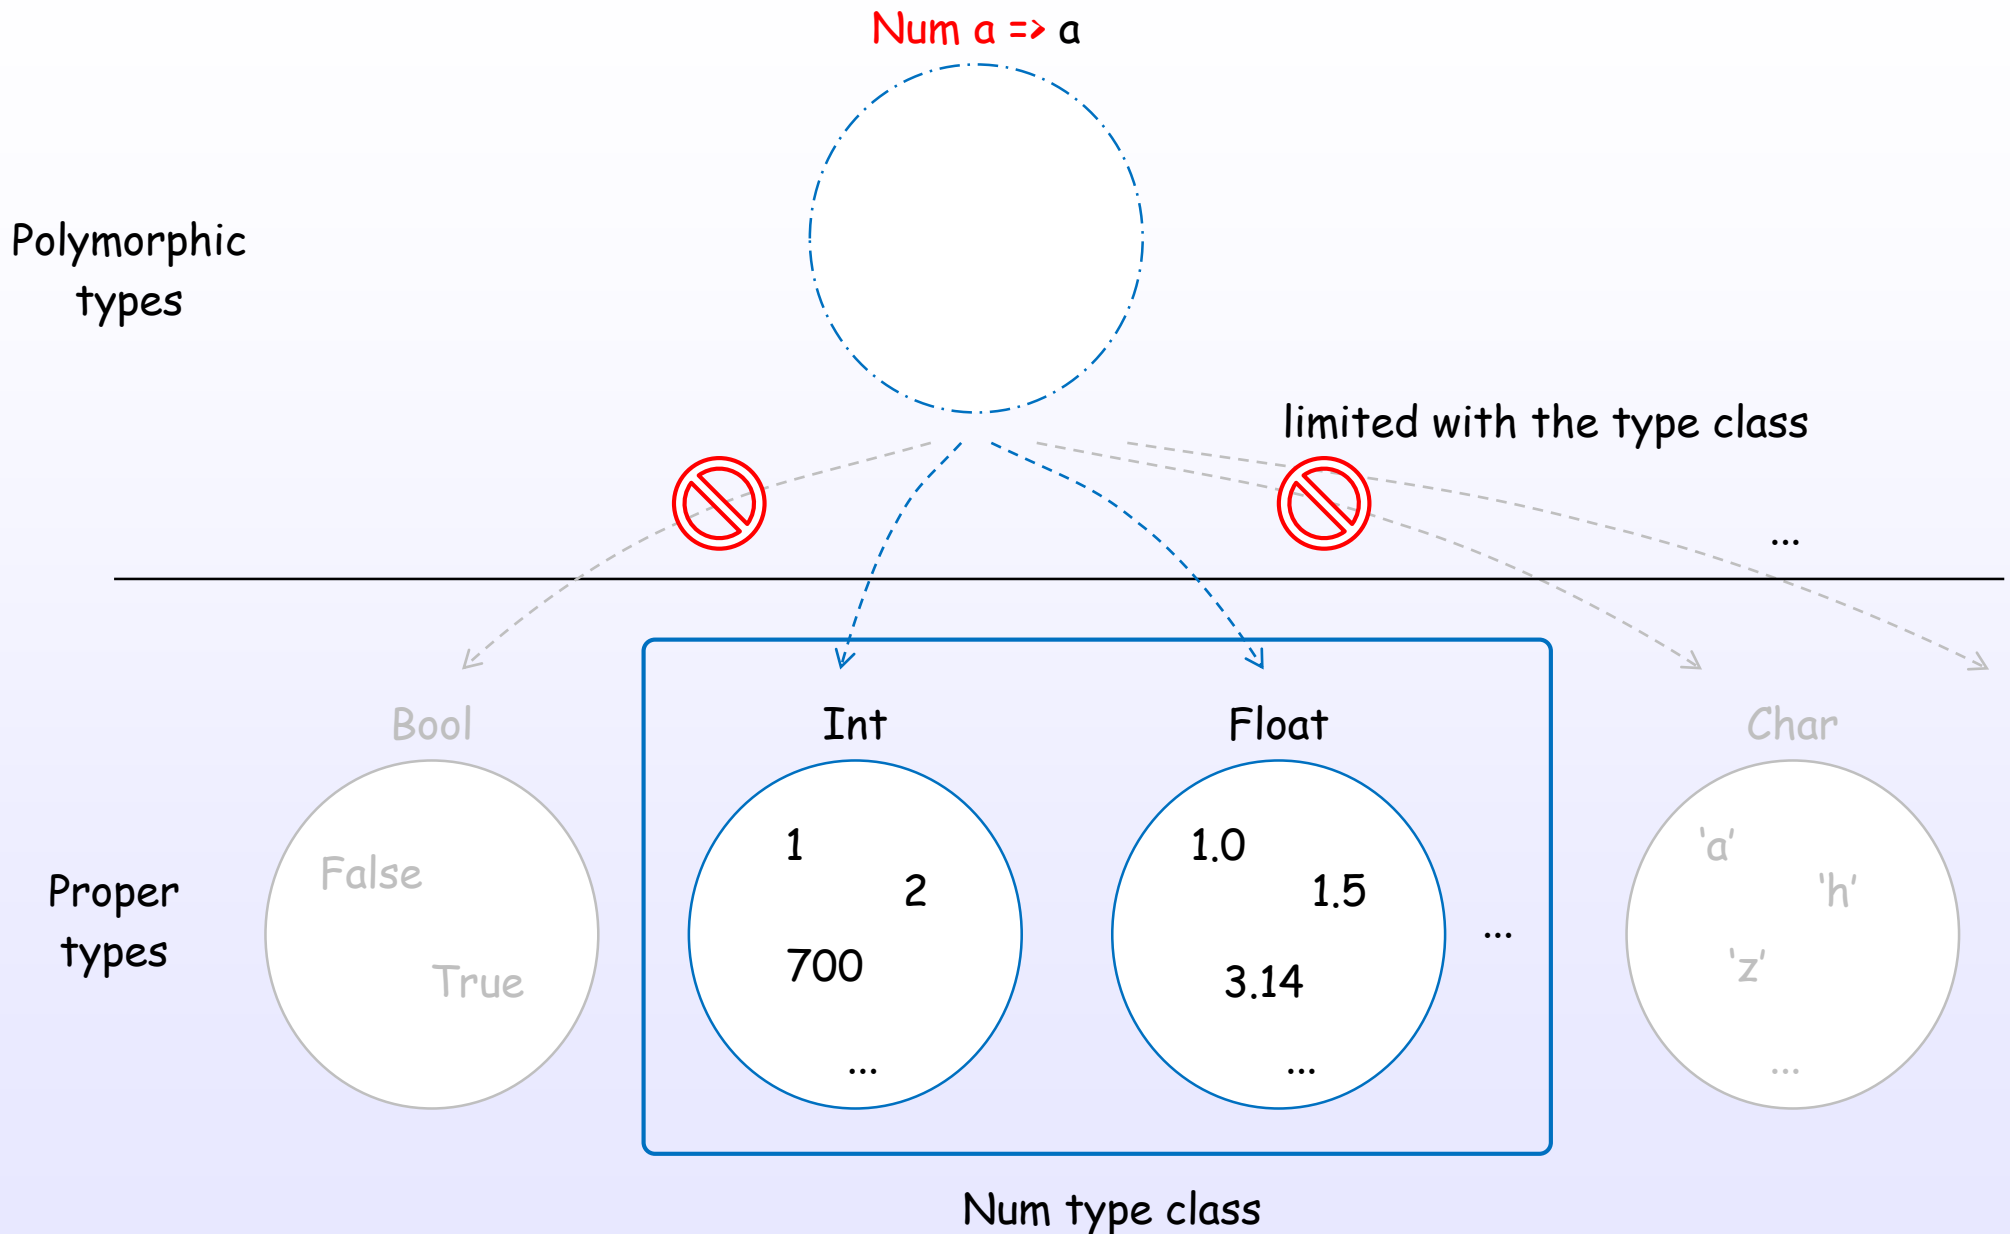 Num a => a
Polymorphic
types
limited with the type class
...
Bool
Int
Float
Char
False
True
1
2
700
...
1.0
1.5
3.14
...
...
'a'
'h'
'z'
...
Proper
types
Num type class